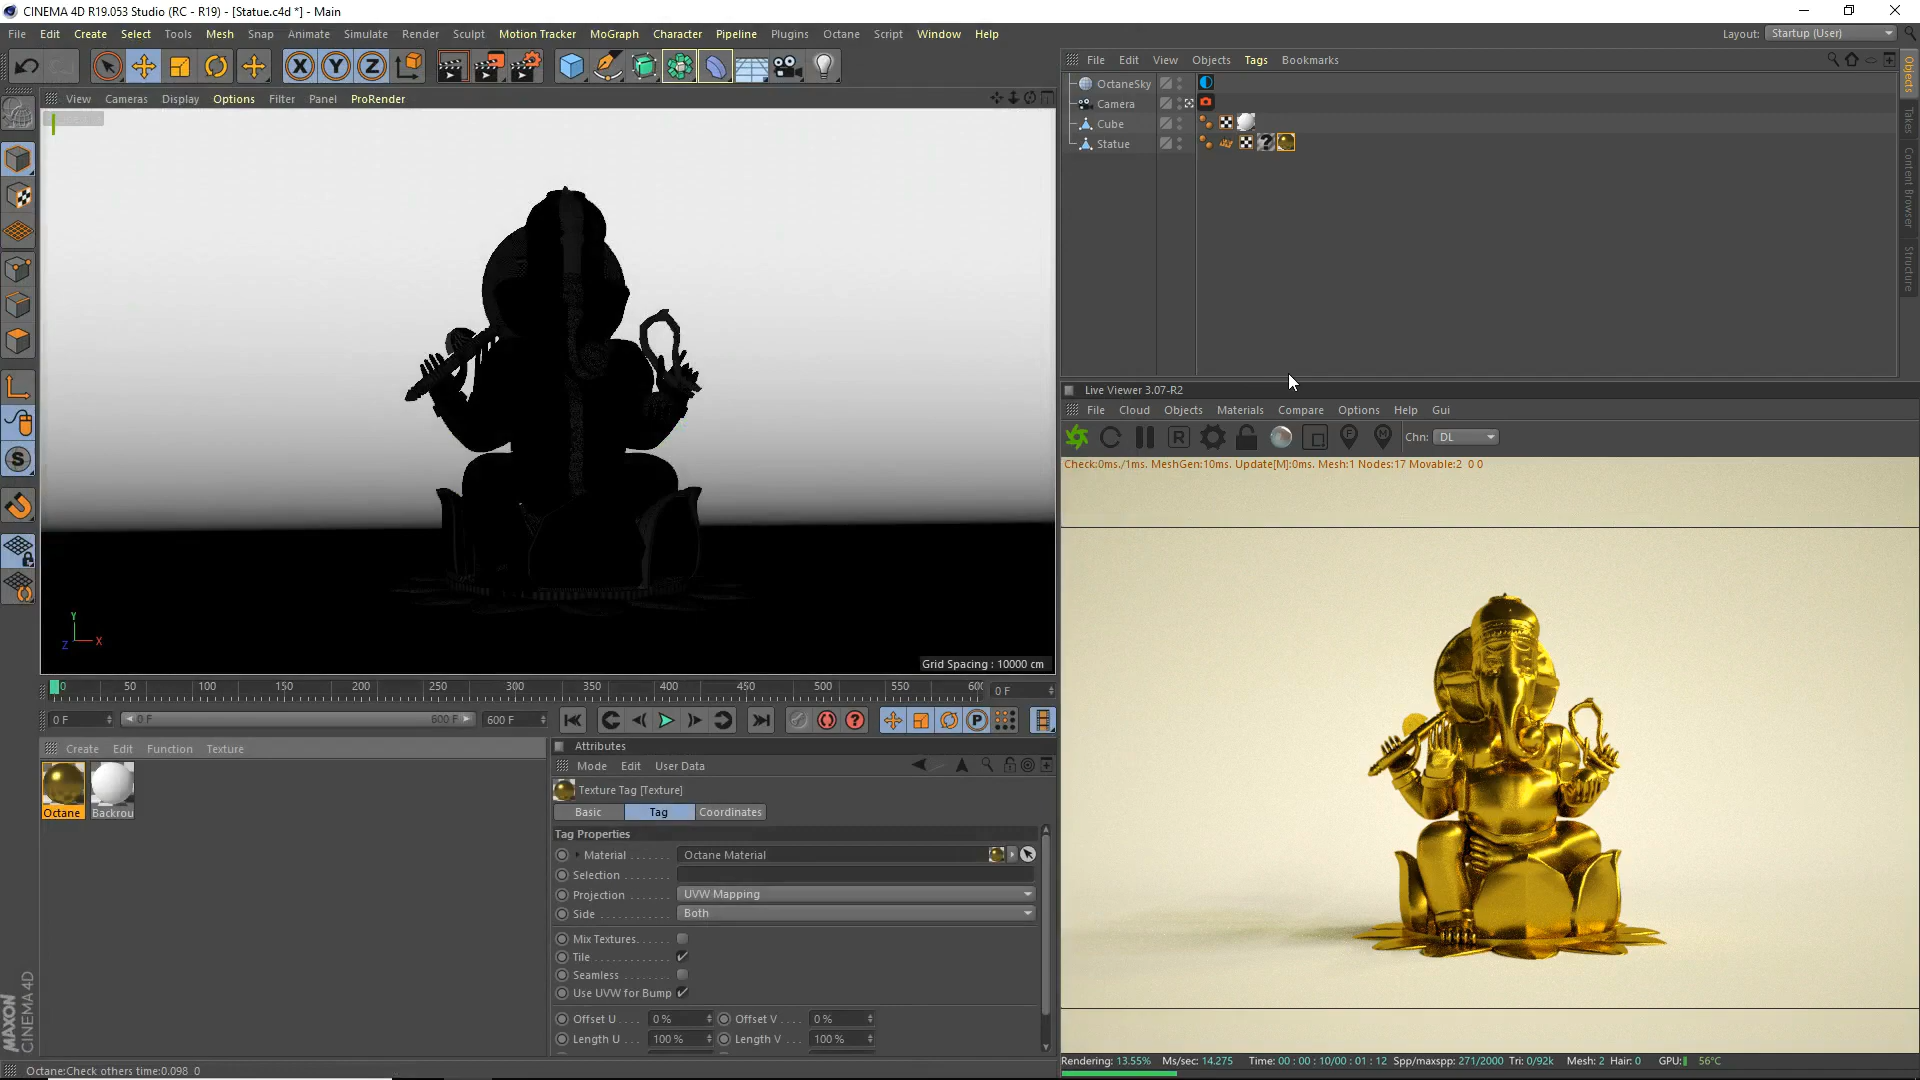 CINEMA 4D R19.053 Studio (RC - R19) - [Statue.c4d *] - Main
File Edit Create Select Tools Mesh Snap Animate Simulate Render Sculpt Motion Tracker MoGraph Character Pipeline Plugins Octane Script Window Help Layout: Startup (User)
X Y Z
File Edit View Objects Tags Bookmarks
View Cameras Display Options Filter Panel ProRender
OctaneSky
Camera
Cube
Statue
Objects
Takes
Content Browser
Structure
Live Viewer 3.07-R2
File Cloud Objects Materials Compare Options Help Gui
R F M Chn: DL
Check:0ms./1ms. MeshGen:10ms. Update[M]:0ms. Mesh:1 Nodes:17 Movable:2 0 0
S
Y
Z X
Grid Spacing : 10000 cm
0 50 100 150 200 250 300 350 400 450 500 550 600 0 F
0 F 0 F 600 F 600 F P
Create Edit Function Texture
Octane Backrou
Attributes
Mode Edit User Data
Texture Tag [Texture]
Basic Tag Coordinates
Tag Properties
Material Octane Material
Selection
Projection UVW Mapping
Side Both
Mix Textures
Tile
Seamless
Use UVW for Bump
Offset U 0 % Offset V 0 %
Length U 100 % Length V 100 %
MAXON
CINEMA 4D
Rendering: 13.55% Ms/sec: 14.275 Time: 00 : 00 : 10/00 : 01 : 12 Spp/maxspp: 271/2000 Tri: 0/92k Mesh: 2 Hair: 0 GPU: 56°C
Octane:Check others time:0.098 0